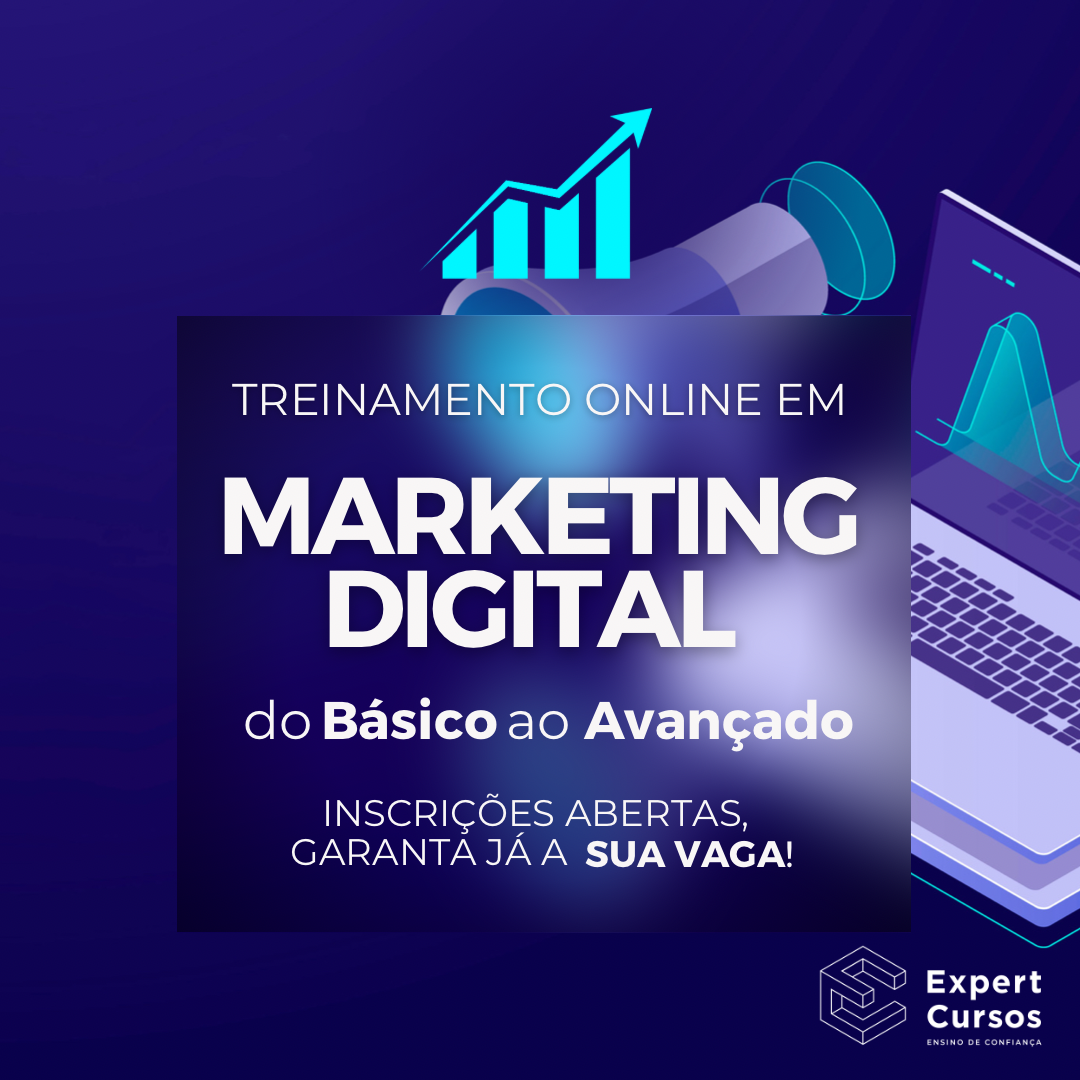 TREINAMENTO ONLINE EM
MARKETING
DIGITAL
do Básico ao Avançado
INSCRIÇÕES ABERTAS,
GARANTA JÁ A SUA VAGA!
Expert
Cursos
ENSINO DE CONFIANÇA